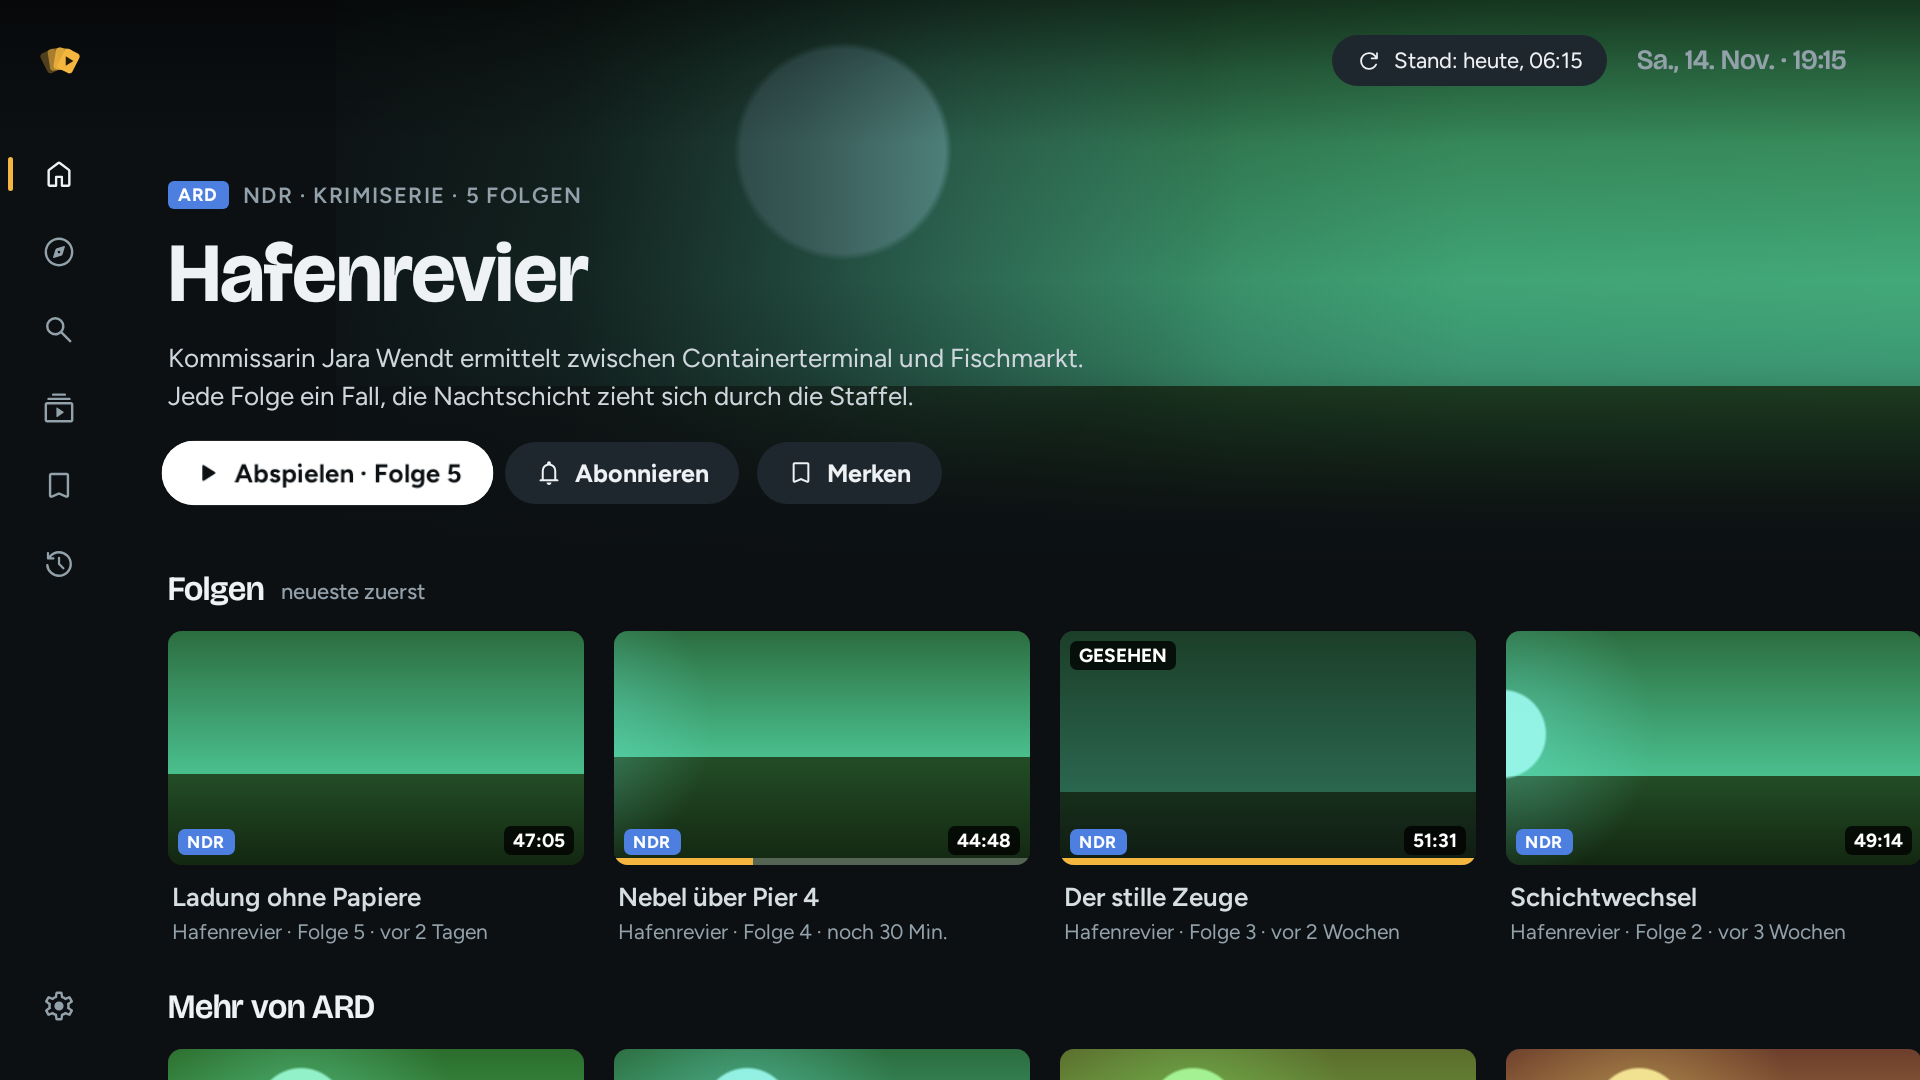 Stand: heute, 06:15
Sa., 14. Nov. · 19:15
ARD NDR · KRIMISERIE · 5 FOLGEN
Hafenrevier
Kommissarin Jara Wendt ermittelt zwischen Containerterminal und Fischmarkt.
Jede Folge ein Fall, die Nachtschicht zieht sich durch die Staffel.
Abspielen · Folge 5
Abonnieren
Merken
Folgen neueste zuerst
NDR 47:05
Ladung ohne Papiere
Hafenrevier · Folge 5 · vor 2 Tagen
NDR 44:48
Nebel über Pier 4
Hafenrevier · Folge 4 · noch 30 Min.
GESEHEN
NDR 51:31
Der stille Zeuge
Hafenrevier · Folge 3 · vor 2 Wochen
NDR 49:14
Schichtwechsel
Hafenrevier · Folge 2 · vor 3 Wochen
Mehr von ARD